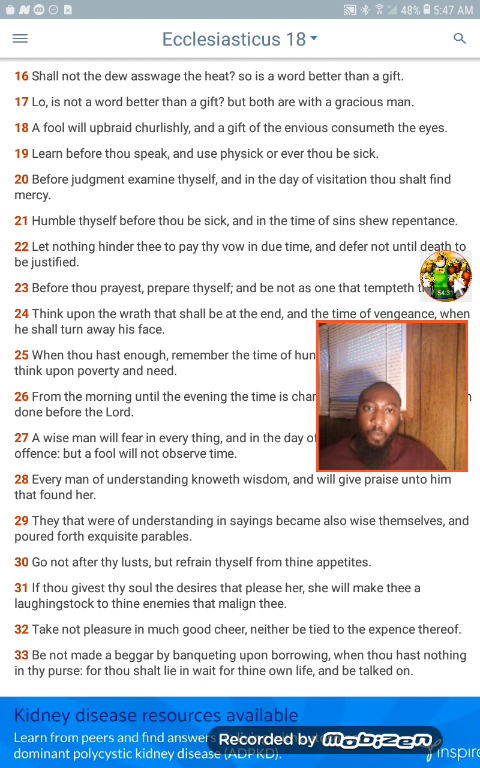 48% 5:47 AM
Ecclesiasticus 18
16 Shall not the dew asswage the heat? so is a word better than a gift.
17 Lo, is not a word better than a gift? but both are with a gracious man.
18 A fool will upbraid churlishly, and a gift of the envious consumeth the eyes.
19 Learn before thou speak, and use physick or ever thou be sick.
20 Before judgment examine thyself, and in the day of visitation thou shalt find
mercy.
21 Humble thyself before thou be sick, and in the time of sins shew repentance.
22 Let nothing hinder thee to pay thy vow in due time, and defer not until death to
be justified.
23 Before thou prayest, prepare thyself; and be not as one that tempteth
24 Think upon the wrath that shall be at the end, and the time of vengeance, when
he shall turn away his face.
25 When thou hast enough, remember the time of
think upon poverty and need.
26 From the morning until the evening the time is
done before the Lord.
27 A wise man will fear in every thing, and in the day of
offence: but a fool will not observe time.
28 Every man of understanding knoweth wisdom, and will give praise unto him
that found her.
29 They that were of understanding in sayings became also wise themselves, and
poured forth exquisite parables.
30 Go not after thy lusts, but refrain thyself from thine appetites.
31 If thou givest thy soul the desires that please her, she will make thee a
laughingstock to thine enemies that malign thee.
32 Take not pleasure in much good cheer, neither be tied to the expence thereof.
33 Be not made a beggar by banqueting upon borrowing, when thou hast nothing
in thy purse: for thou shalt lie in wait for thine own life, and be talked on.
Kidney disease resources available
Learn from peers and find answers
dominant polycystic kidney disease (ADPKD).
Recorded by Mobizen